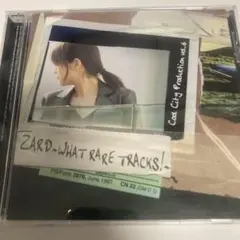 Cool City Production vol.6
ZARD-WHAT RARE TRACKS!-